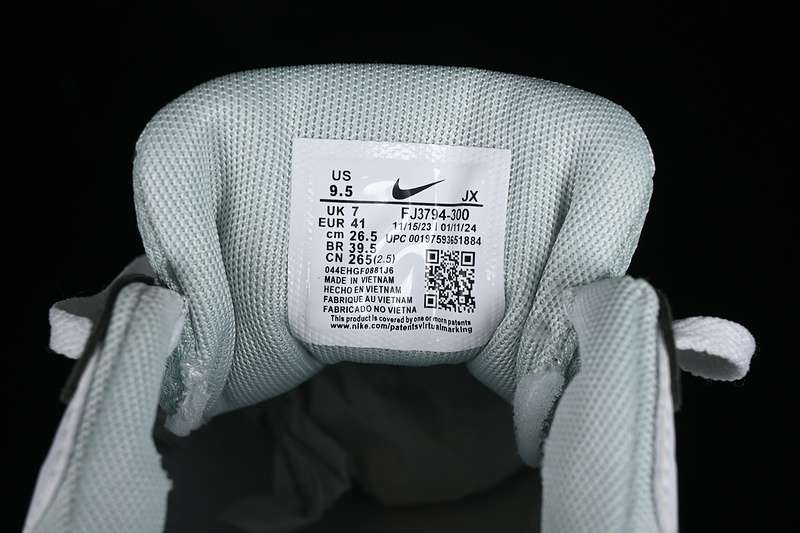 US
9.5
JX
UK 7
EUR 41
cm 26.5
BR 39.5
CN 265(2.5)
FJ3794-300
11/15/23 | 01/11/24
UPC 00197593651884
044EHGF0881J6
MADE IN VIETNAM
HECHO EN VIETNAM
FABRIQUE AU VIETNAM
FABRICADO NO VIETNA
This product is covered by one or more patents
www.nike.com/patentsvirtualmarking